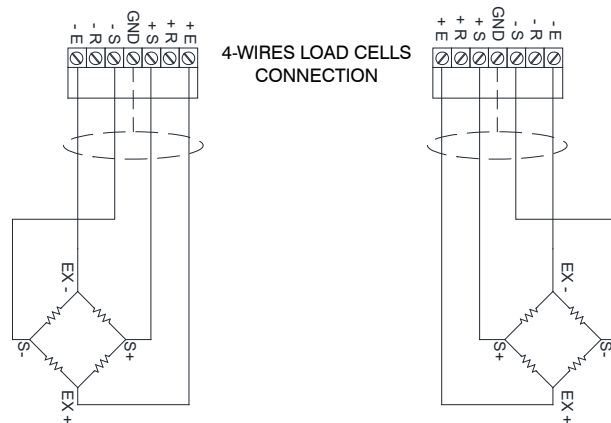 - E
- R
- S
GND
+ S
+ R
+ E
4-WIRES LOAD CELLS
CONNECTION
+ E
+ R
+ S
GND
- S
- R
- E
EX -
S-
S+
EX +
EX -
S+
S-
EX +